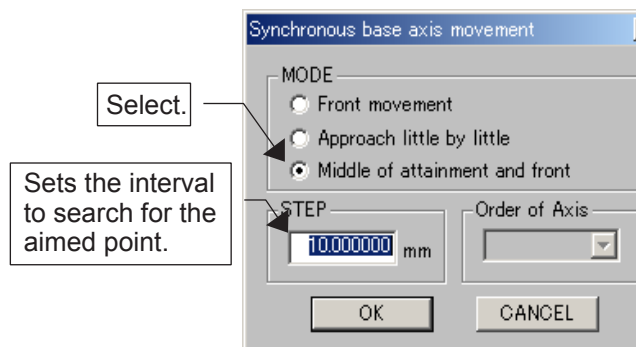 Synchronous base axis movement
MODE
Front movement
Select.
Approach little by little
Middle of attainment and front
Sets the interval
to search for the
aimed point.
STEP
Order of Axis
10.000000 mm
OK
CANCEL